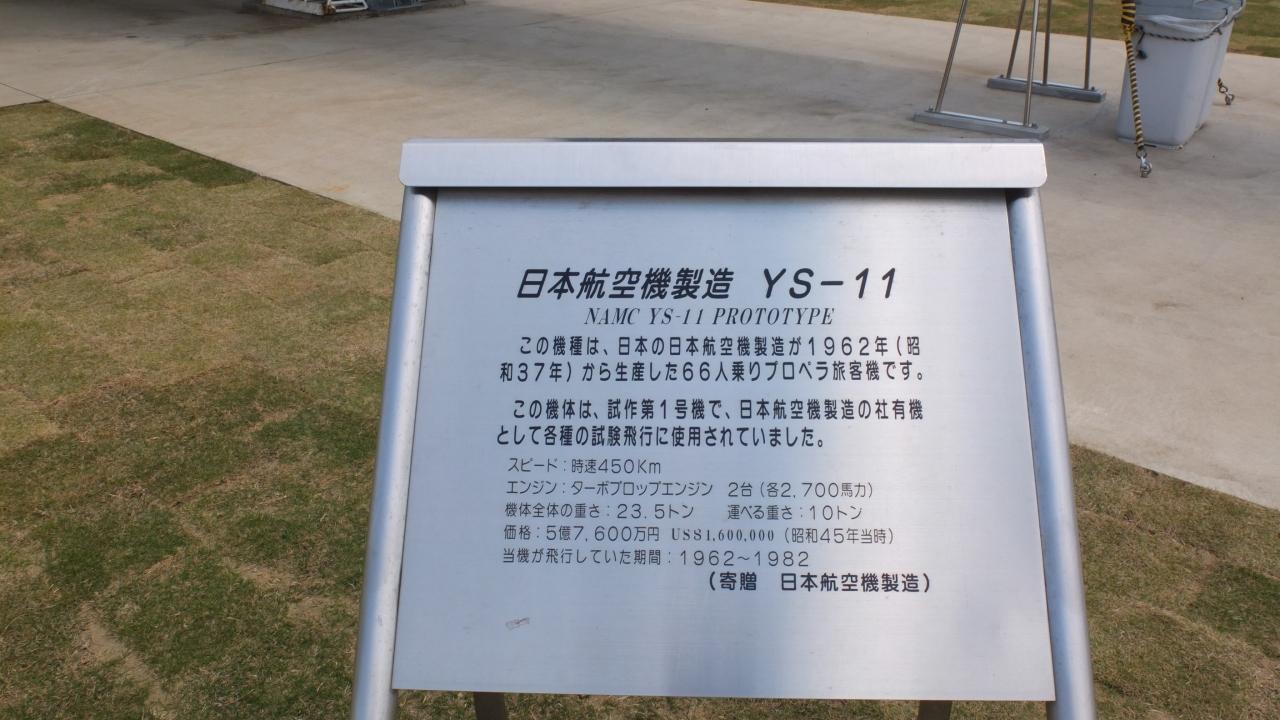 日本航空機製造 YS－11
NAMC YS-11 PROTOTYPE
この機種は、日本の日本航空機製造が1962年（昭
和37年）から生産した66人乗りプロペラ旅客機です。
この機体は、試作第1号機で、日本航空機製造の社有機
として各種の試験飛行に使用されていました。
スピード：時速450Km
エンジン：ターボプロップエンジン 2台（各2,700馬力）
機体全体の重さ：23.5トン 運べる重さ：10トン
価格：5億7,600万円 US$1,600,000（昭和45年当時）
当機が飛行していた期間：1962～1982
（寄贈 日本航空機製造）